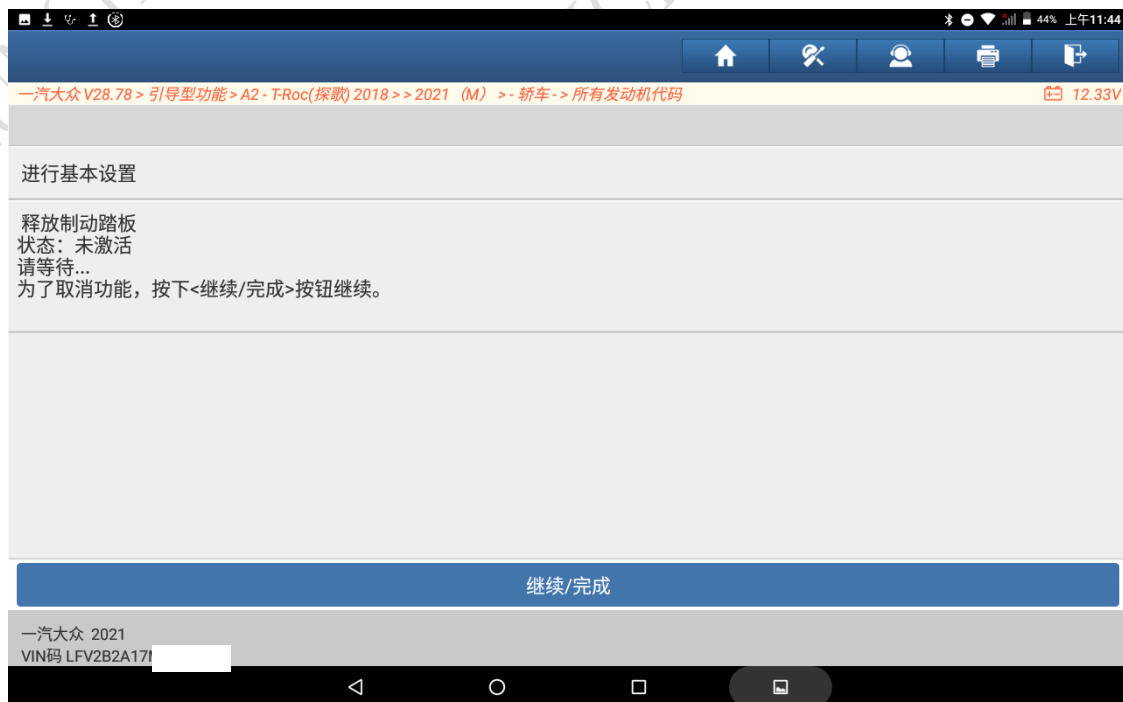 44% 上午11:44
一汽大众 V28.78 > 引导型功能 > A2 - T-Roc(探歌) 2018 > > 2021（M）> - 轿车 - > 所有发动机代码 12.33V
进行基本设置
释放制动踏板
状态：未激活
请等待...
为了取消功能，按下<继续/完成>按钮继续。
继续/完成
一汽大众 2021
VIN码 LFV2B2A17